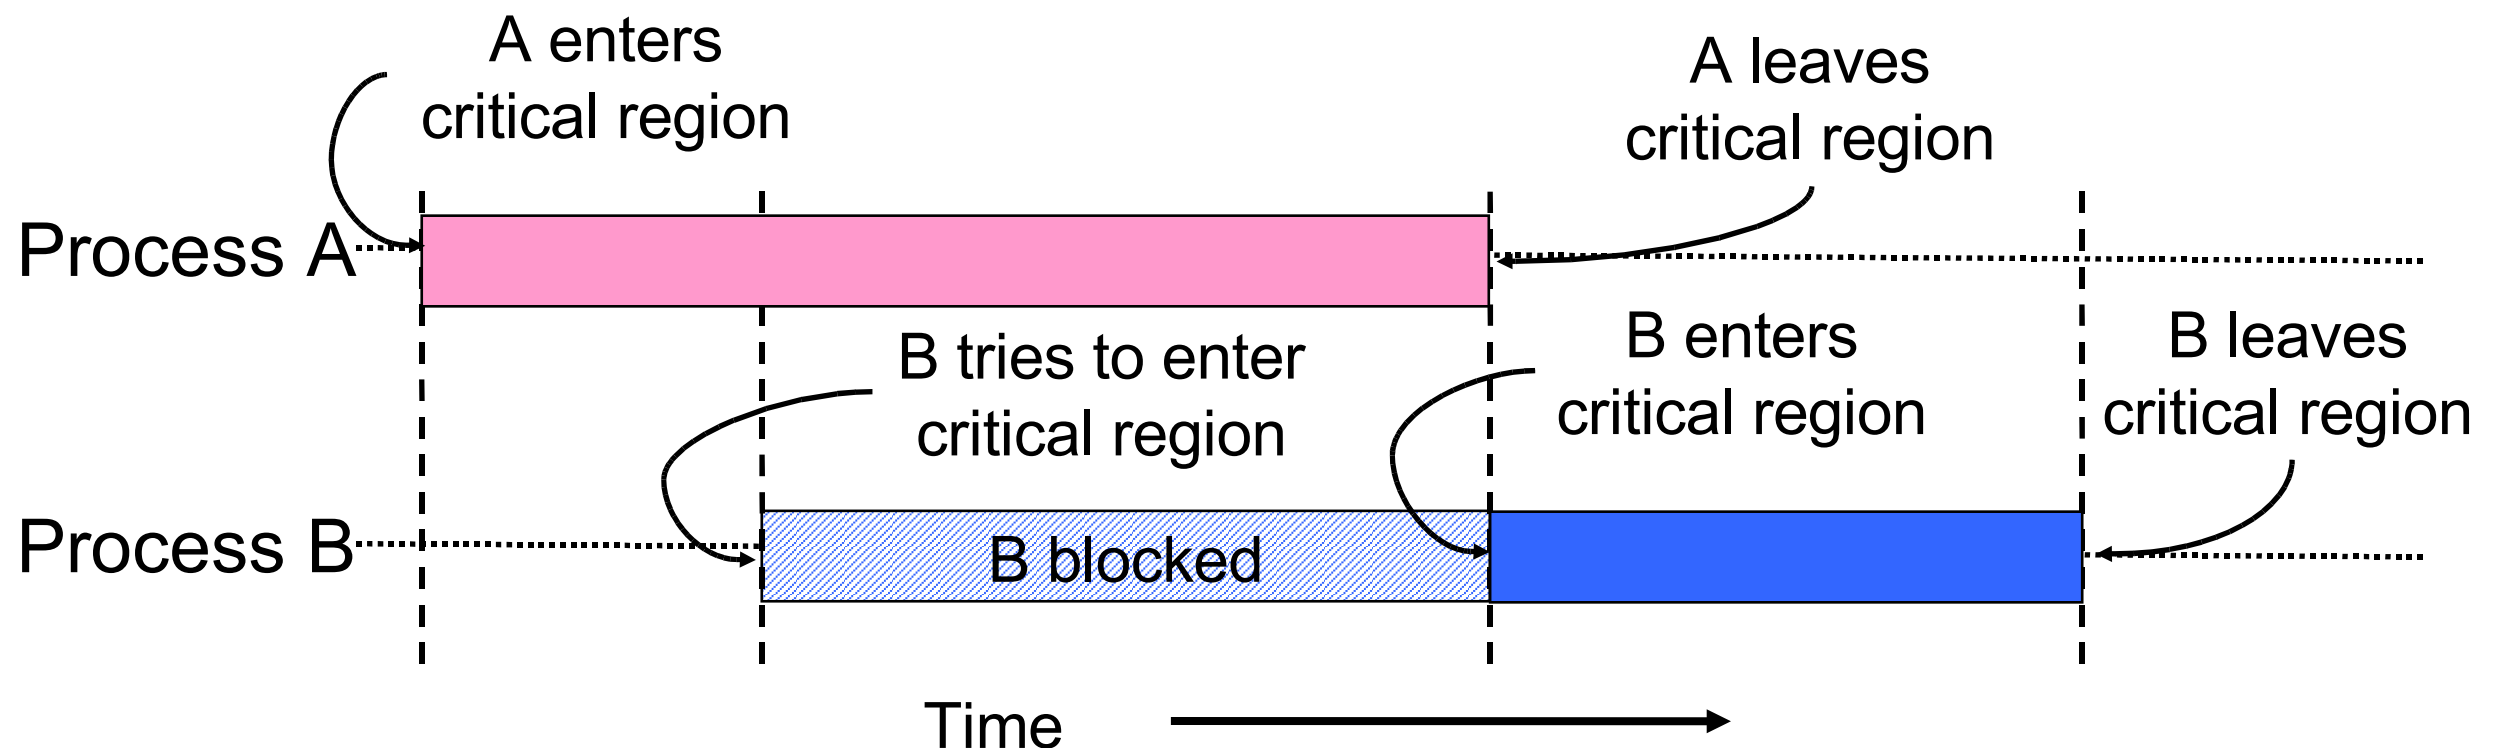 A enters
critical region
A leaves
critical region
Process A
B tries to enter
critical region
B enters
critical region
B leaves
critical region
Process B
B blocked
Time